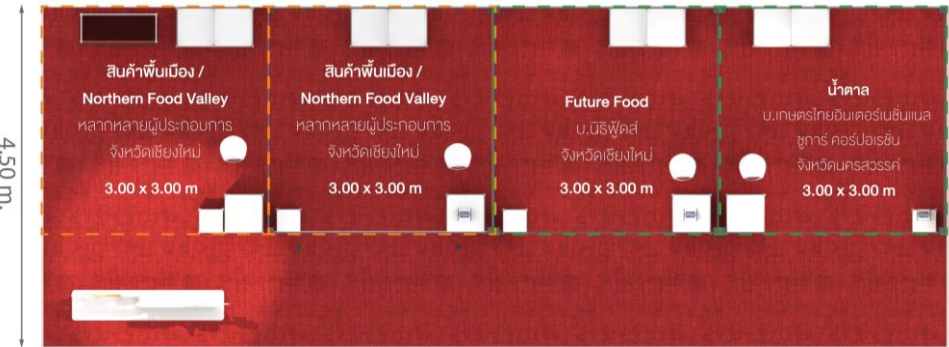 4.50 m.
สินค้าพื้นเมือง /
Northern Food Valley
หลากหลายผู้ประกอบการ
จังหวัดเชียงใหม่
3.00 x 3.00 m
สินค้าพื้นเมือง /
Northern Food Valley
หลากหลายผู้ประกอบการ
จังหวัดเชียงใหม่
3.00 x 3.00 m
Future Food
บ.นิธิฟู้ดส์
จังหวัดเชียงใหม่
3.00 x 3.00 m
น้ำตาล
บ.เกษตรไทยอินเตอร์เนชั่นแนล
ชูการ์ คอร์ปอเรชั่น
จังหวัดนครสวรรค์
3.00 x 3.00 m